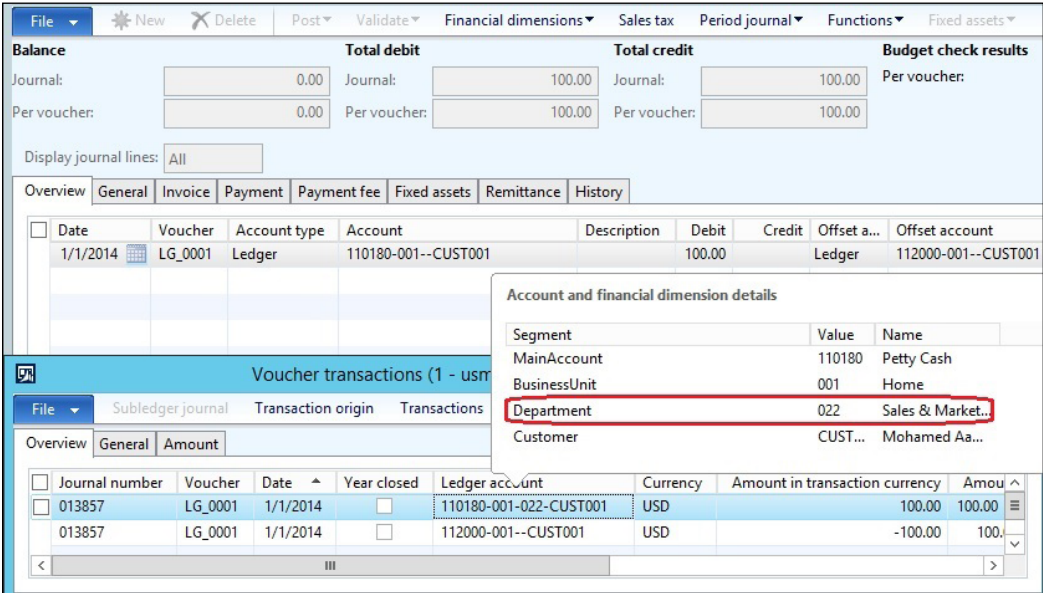 File New Delete Post Validate Financial dimensions Sales tax Period journal Functions Fixed assets
Balance Total debit Total credit Budget check results
Journal: 0.00 Journal: 100.00 Journal: 100.00 Per voucher:
Per voucher: 0.00 Per voucher: 100.00 Per voucher: 100.00
Display journal lines: All
Overview General Invoice Payment Payment fee Fixed assets Remittance History
Date Voucher Account type Account Description Debit Credit Offset a... Offset account
1/1/2014 LG_0001 Ledger 110180-001--CUST001 100.00 Ledger 112000-001--CUST001
Account and financial dimension details
Segment Value Name
MainAccount 110180 Petty Cash
BusinessUnit 001 Home
Department 022 Sales & Market...
Customer CUST... Mohamed Aa...
Voucher transactions (1 - usm
File Subledger journal Transaction origin Transactions
Overview General Amount
Journal number Voucher Date Year closed Ledger account Currency Amount in transaction currency Amou
013857 LG_0001 1/1/2014 110180-001-022-CUST001 USD 100.00 100.00
013857 LG_0001 1/1/2014 112000-001--CUST001 USD -100.00 100.